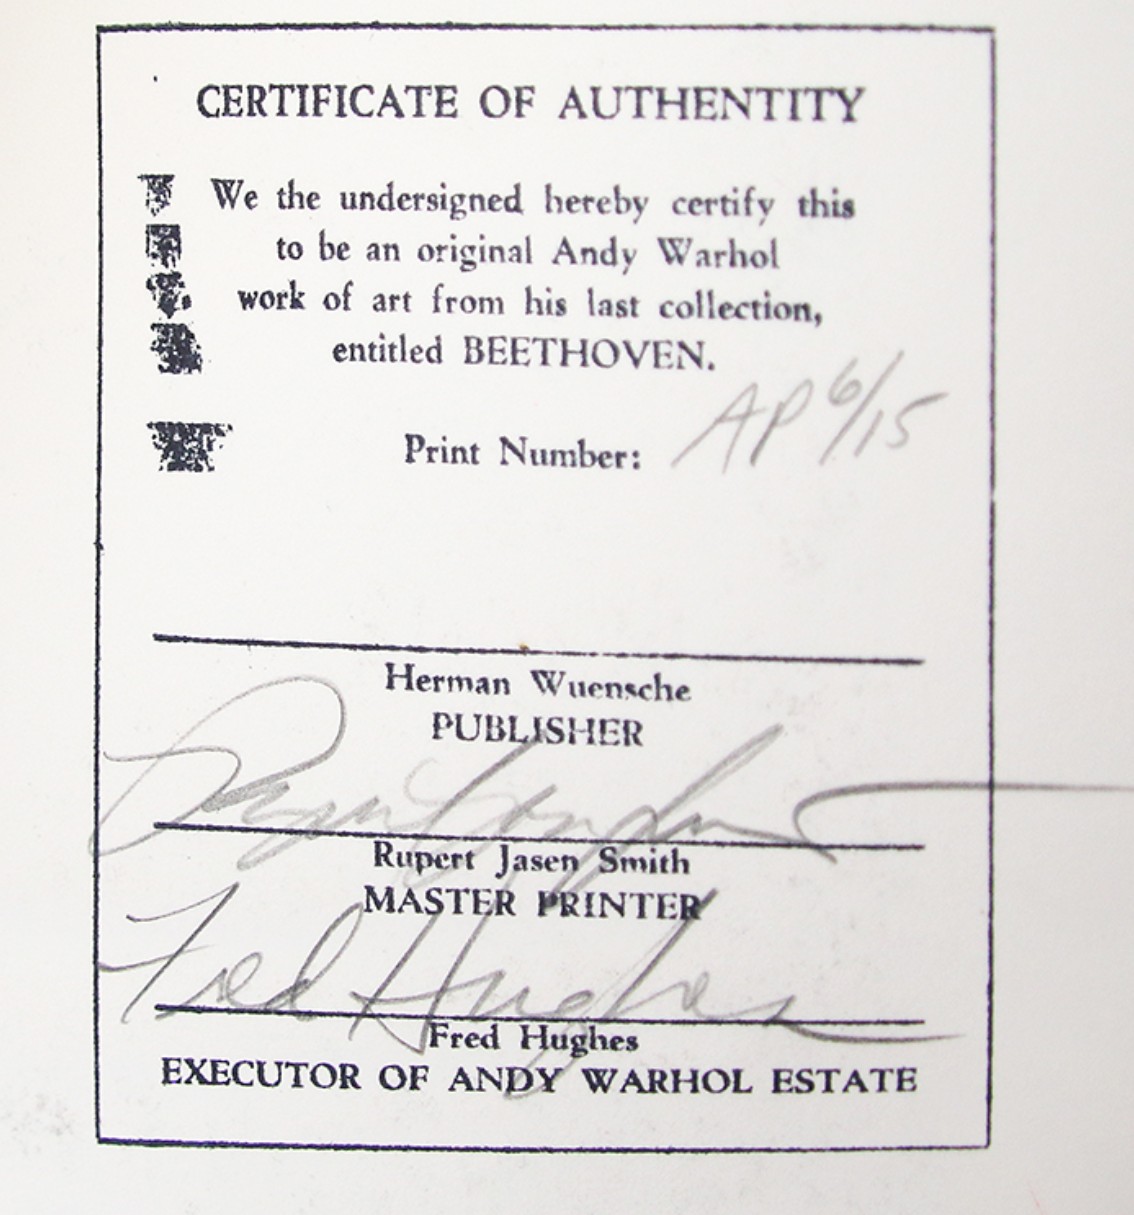 CERTIFICATE OF AUTHENTITY
We the undersigned hereby certify this
to be an original Andy Warhol
work of art from his last collection,
entitled BEETHOVEN.
Print Number: AP 6/15
Herman Wuensche
PUBLISHER
Rupert Jasen Smith
MASTER PRINTER
Fred Hughes
Fred Hughes
EXECUTOR OF ANDY WARHOL ESTATE